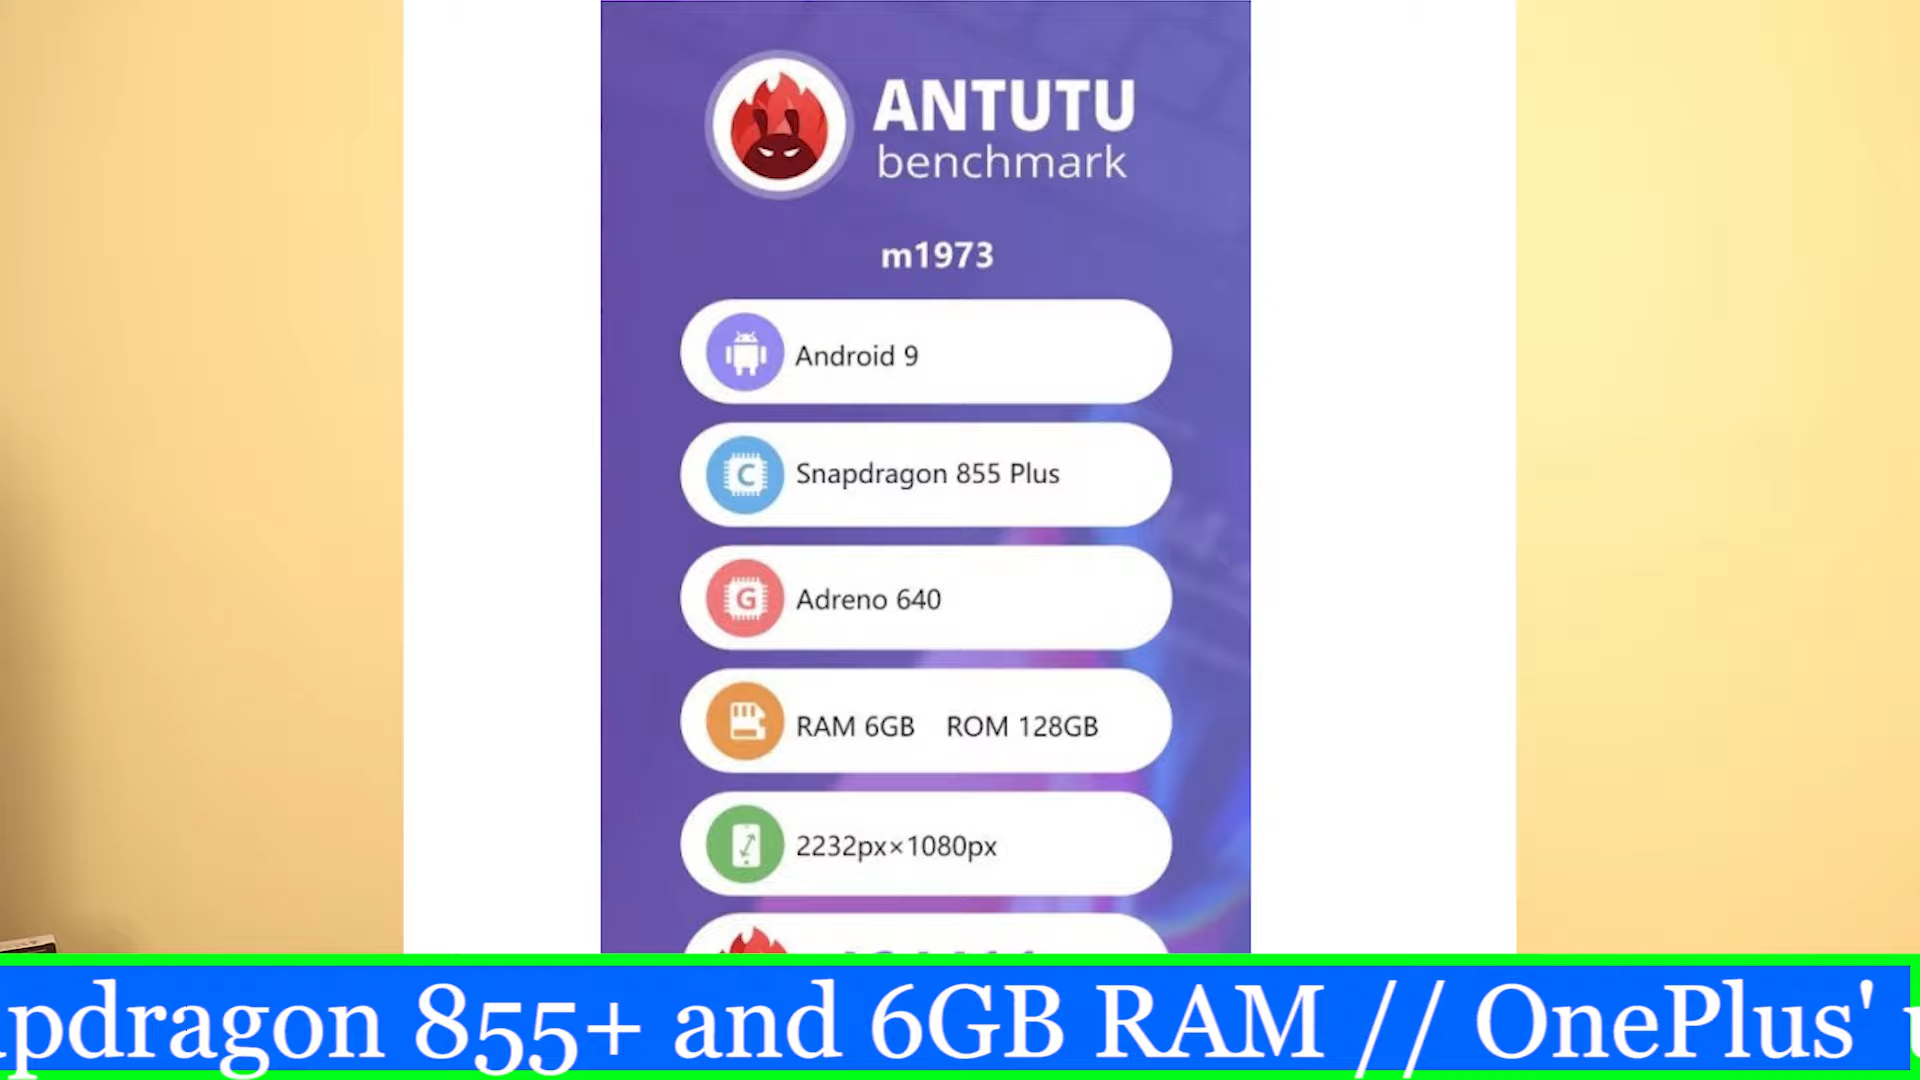 ANTUTU
benchmark
m1973
Android 9
C
Snapdragon 855 Plus
G
Adreno 640
RAM 6GB ROM 128GB
2232px×1080px
pdragon 855+ and 6GB RAM // OnePlus'